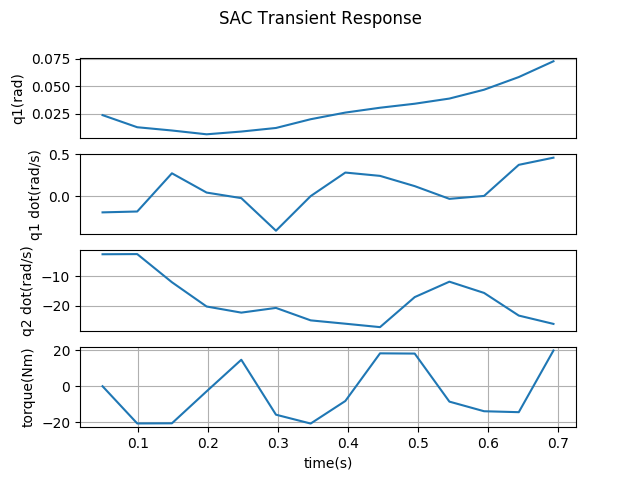 SAC Transient Response
0.075
0.050
0.025
q1(rad)
0.5
0.0
q1 dot(rad/s)
−10
−20
q2 dot(rad/s)
20
0
−20
torque(Nm)
0.1 0.2 0.3 0.4 0.5 0.6 0.7
time(s)